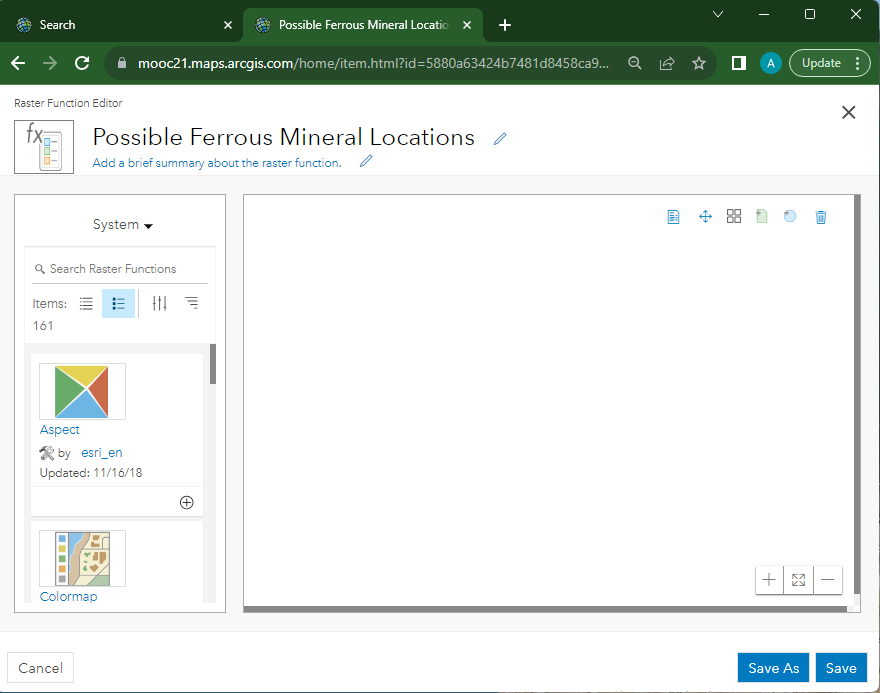 Search
Possible Ferrous Mineral Locatio
mooc21.maps.arcgis.com/home/item.html?id=5880a63424b7481d8458ca9...
A
Update
Raster Function Editor
fx
Possible Ferrous Mineral Locations
Add a brief summary about the raster function.
System
Search Raster Functions
Items:
161
Aspect
by esri_en
Updated: 11/16/18
Colormap
Cancel
Save As
Save